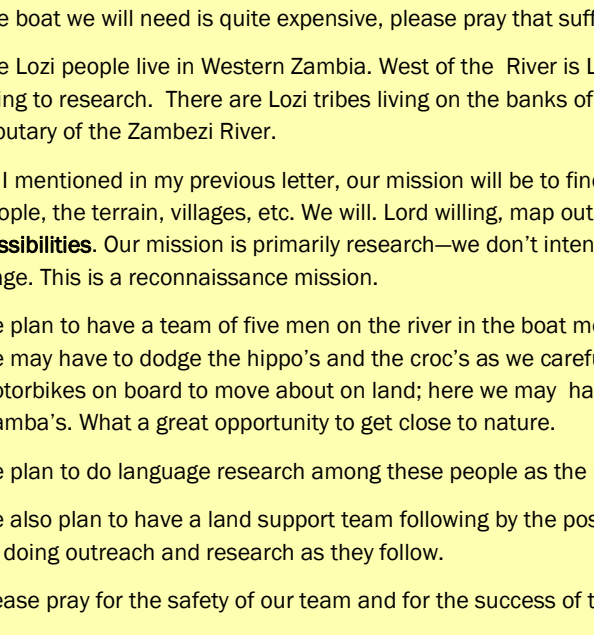 e boat we will need is quite expensive, please pray that suff
e Lozi people live in Western Zambia. West of the River is L
ing to research. There are Lozi tribes living on the banks of
butary of the Zambezi River.
I mentioned in my previous letter, our mission will be to find
ople, the terrain, villages, etc. We will. Lord willing, map out
ssibilities. Our mission is primarily research—we don't inten
age. This is a reconnaissance mission.
e plan to have a team of five men on the river in the boat mo
e may have to dodge the hippo's and the croc's as we carefu
otorbikes on board to move about on land; here we may ha
amba's. What a great opportunity to get close to nature.
e plan to do language research among these people as the
e also plan to have a land support team following by the pos
doing outreach and research as they follow.
ease pray for the safety of our team and for the success of t